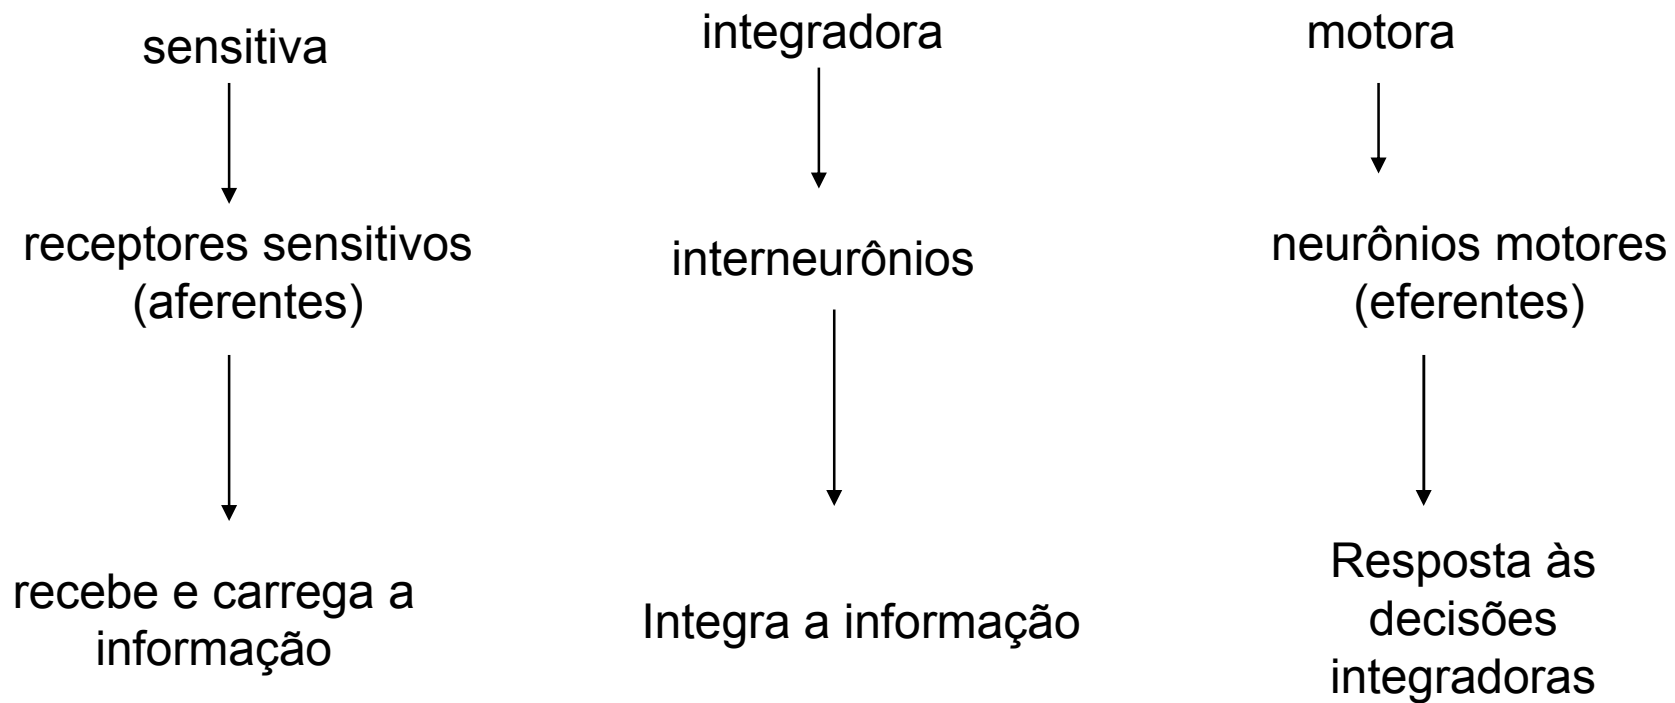 sensitiva
receptores sensitivos
(aferentes)
recebe e carrega a
informação
integradora
interneurônios
Integra a informação
motora
neurônios motores
(eferentes)
Resposta às
decisões
integradoras